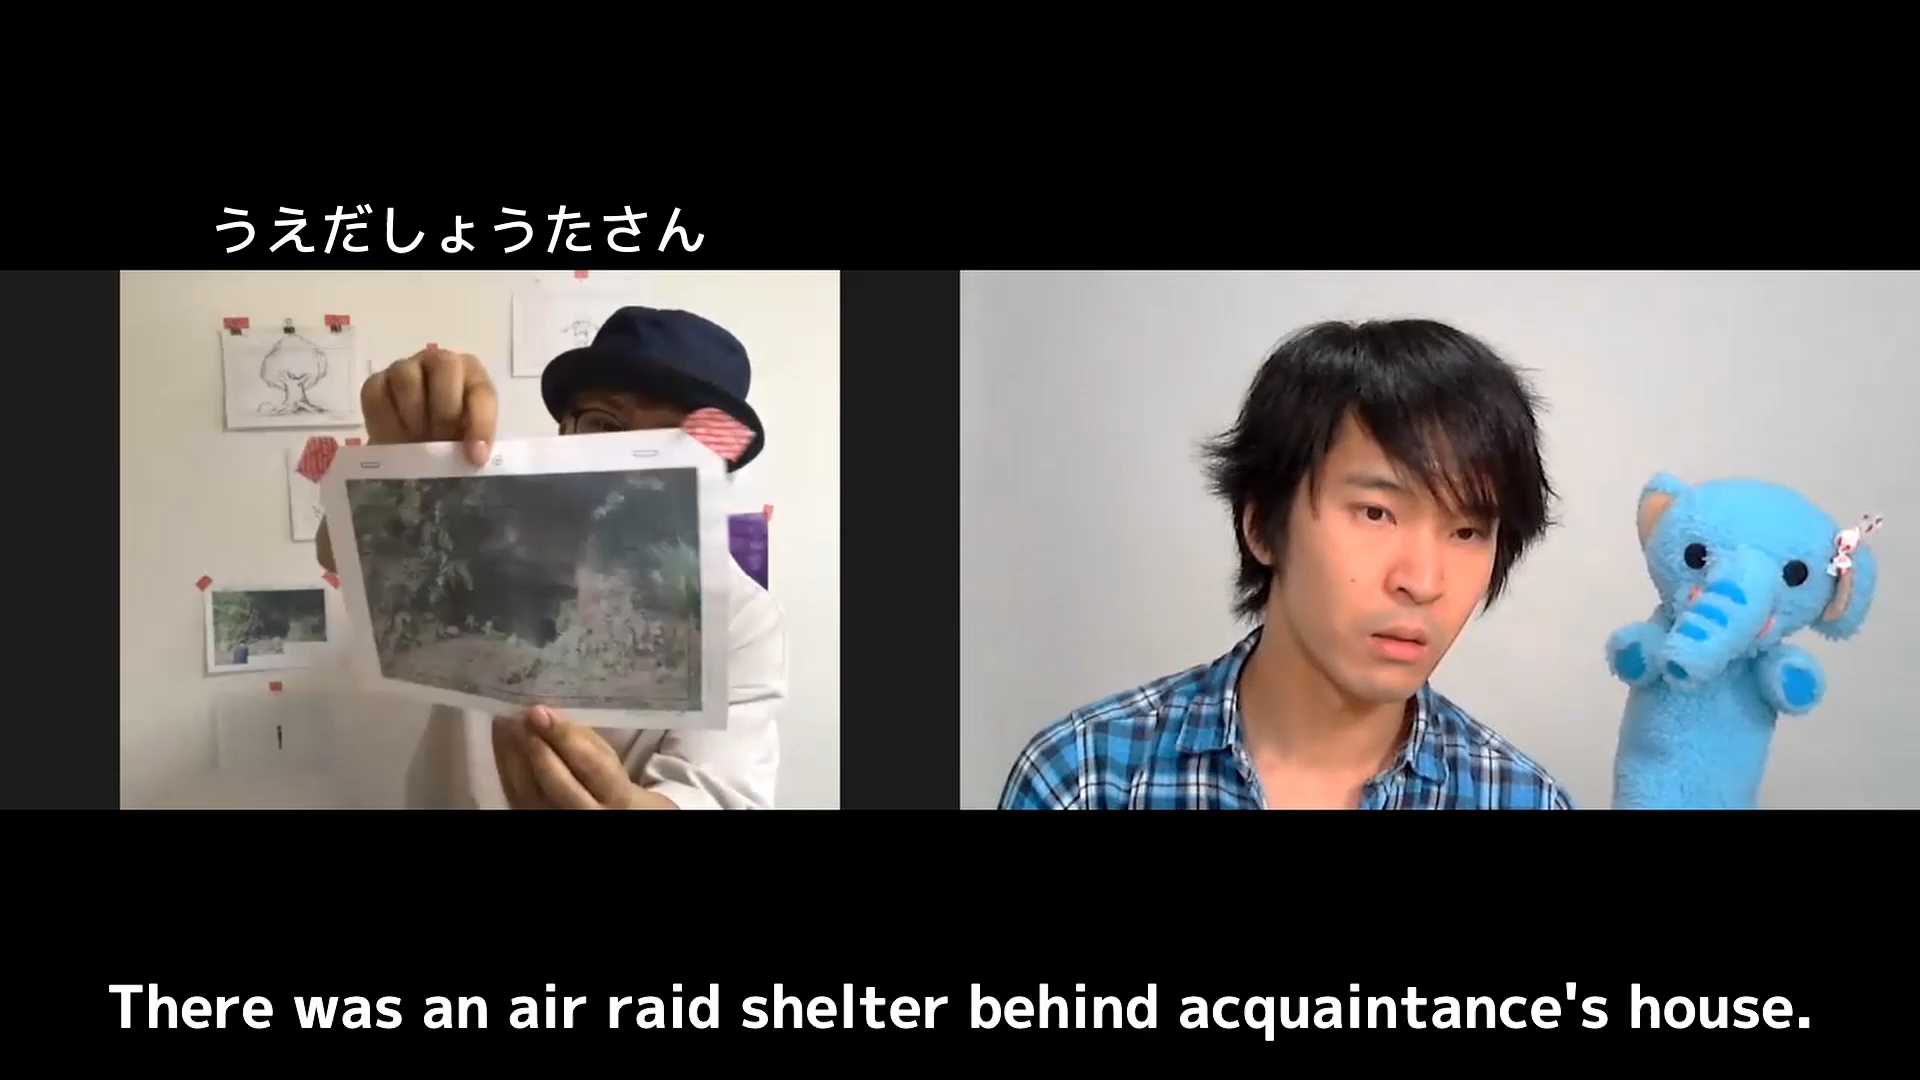 うえだしょうたさん
There was an air raid shelter behind acquaintance's house.